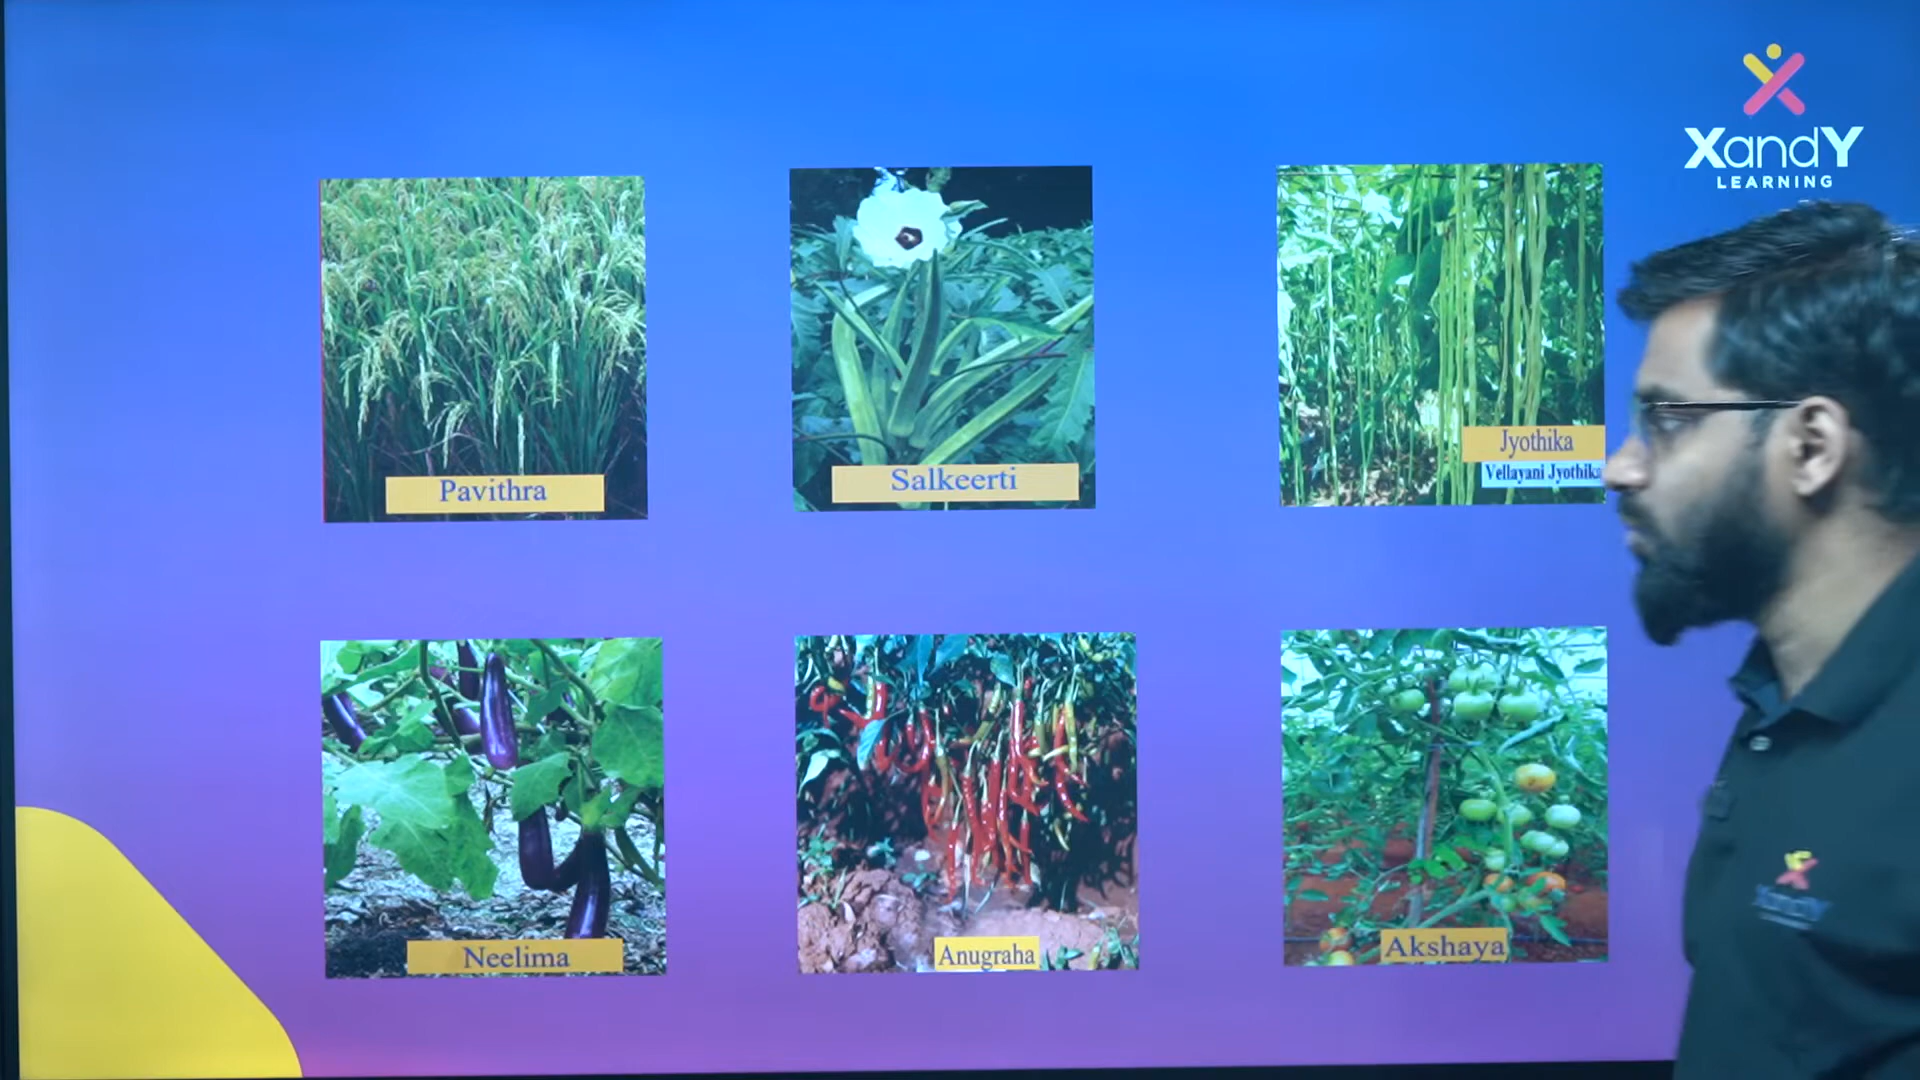 XandY
LEARNING
Pavithra
Salkeerti
Jyothika
Vellayani Jyothika
Neelima
Anugraha
Akshaya